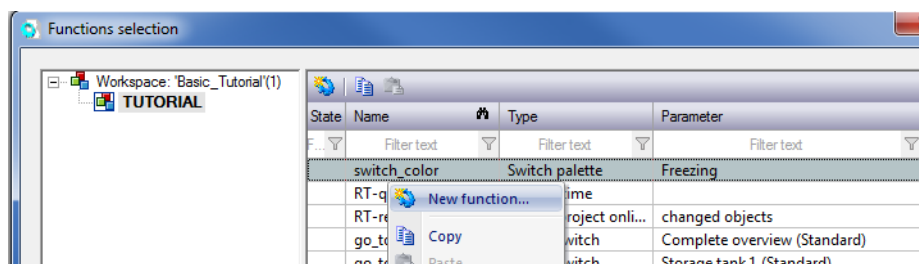 Functions selection
Workspace: 'Basic_Tutorial'(1)
TUTORIAL
State Name Type Parameter
F... Filter text Filter text Filter text
switch_color Switch palette Freezing
New function...
changed objects
Copy
Complete overview (Standard)
Paste
Storage tank 1 (Standard)